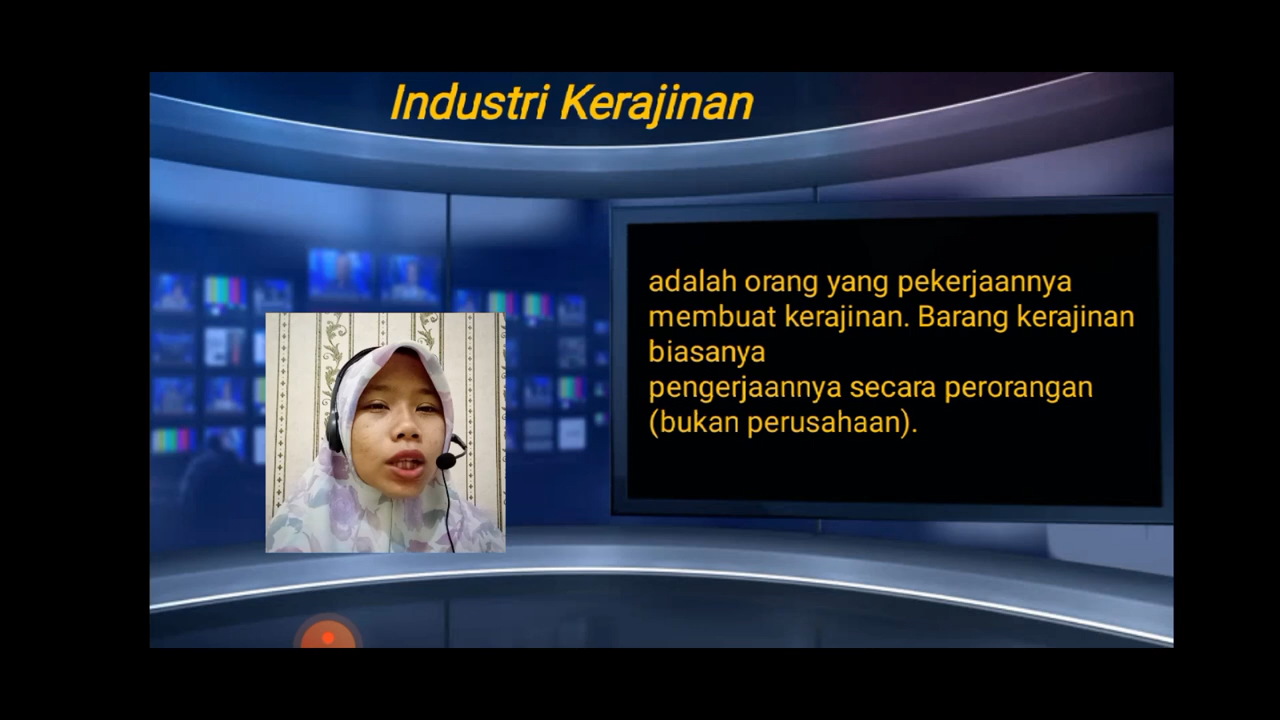 Industri Kerajinan
adalah orang yang pekerjaannya
membuat kerajinan. Barang kerajinan
biasanya
pengerjaannya secara perorangan
(bukan perusahaan).